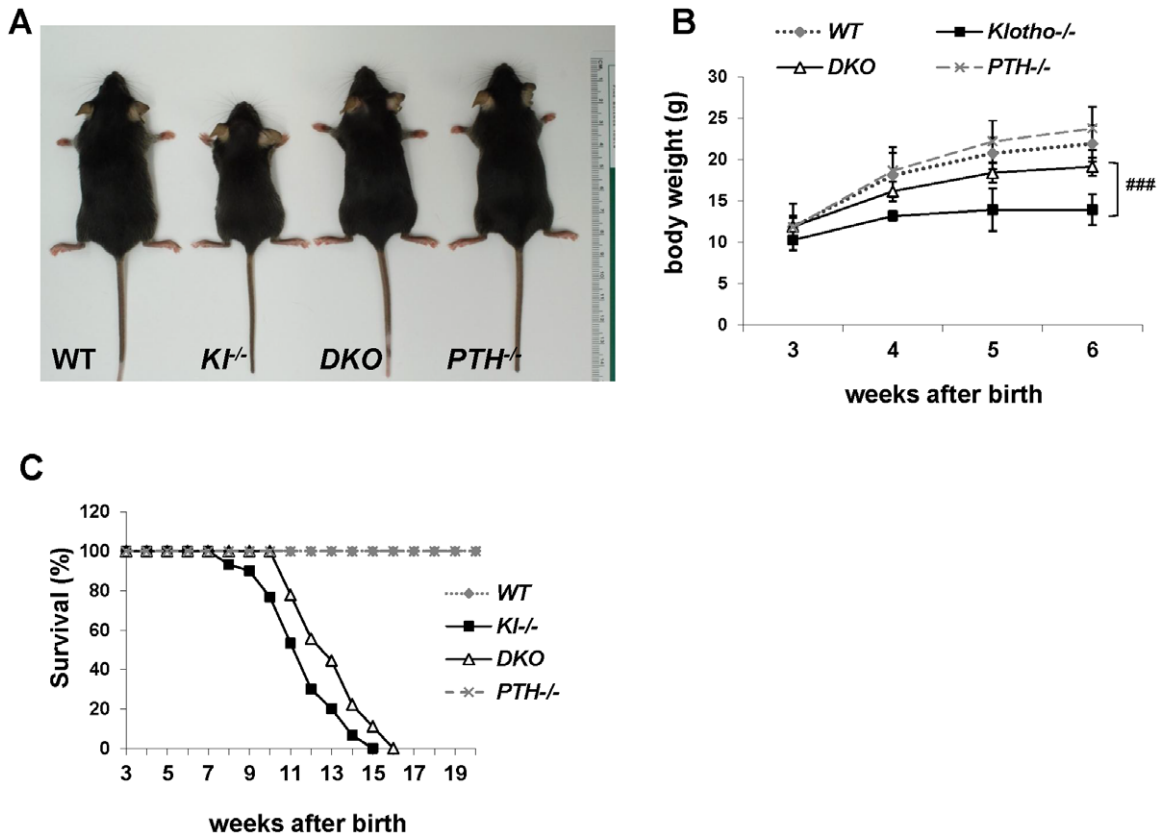 A
WT
Kl-/-
DKO
PTH-/-
B
WT
Klotho-/-
DKO
PTH-/-
30
25
20
15
10
5
0
body weight (g)
###
3 4 5 6
weeks after birth
C
120
100
80
60
40
20
0
Survival (%)
WT
Kl-/-
DKO
PTH-/-
3 5 7 9 11 13 15 17 19
weeks after birth